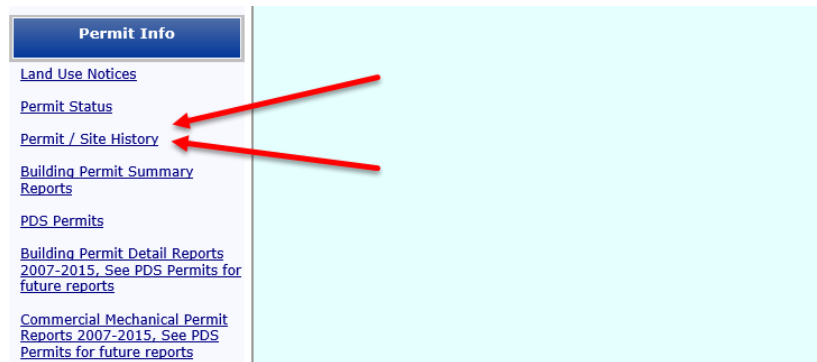 Permit Info
Land Use Notices
Permit Status
Permit / Site History
Building Permit Summary
Reports
PDS Permits
Building Permit Detail Reports
2007-2015, See PDS Permits for
future reports
Commercial Mechanical Permit
Reports 2007-2015, See PDS
Permits for future reports